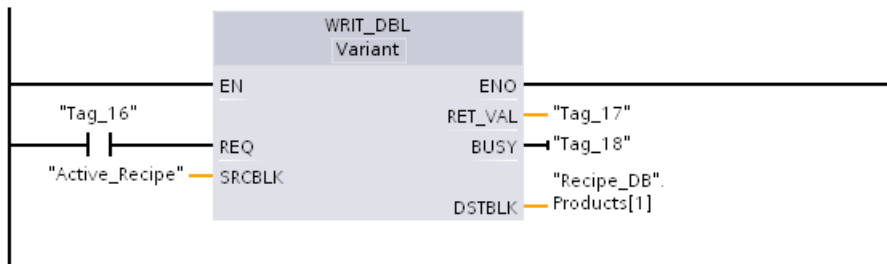 WRIT_DBL
Variant
EN
ENO
"Tag_16"
RET_VAL
"Tag_17"
REQ
BUSY
"Tag_18"
"Active_Recipe"
SRCBLK
"Recipe_DB".
DSTBLK
Products[1]